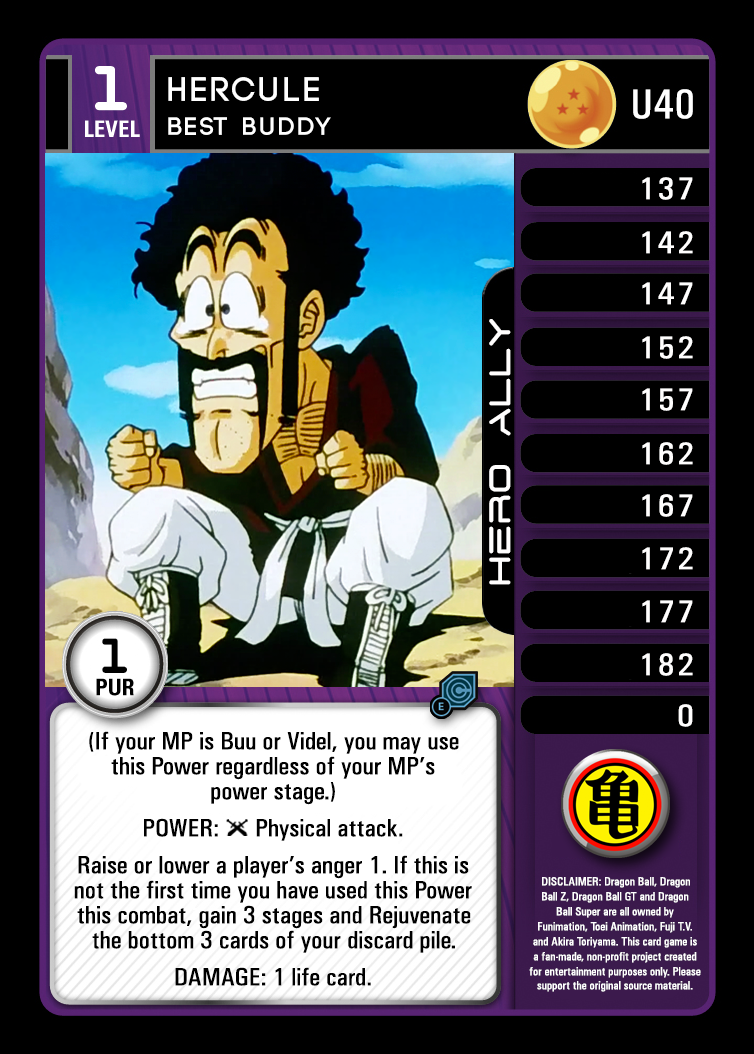 1
LEVEL
HERCULE
BEST BUDDY
U40
137
142
147
152
157
162
167
172
177
182
0
HERO ALLY
1
PUR
E
(If your MP is Buu or Videl, you may use
this Power regardless of your MP's
power stage.)
POWER: Physical attack.
Raise or lower a player's anger 1. If this is
not the first time you have used this Power
this combat, gain 3 stages and Rejuvenate
the bottom 3 cards of your discard pile.
DAMAGE: 1 life card.
亀
DISCLAIMER: Dragon Ball, Dragon
Ball Z, Dragon Ball GT and Dragon
Ball Super are all owned by
Funimation, Toei Animation, Fuji T.V.
and Akira Toriyama. This card game is
a fan-made, non-profit project created
for entertainment purposes only. Please
support the original source material.